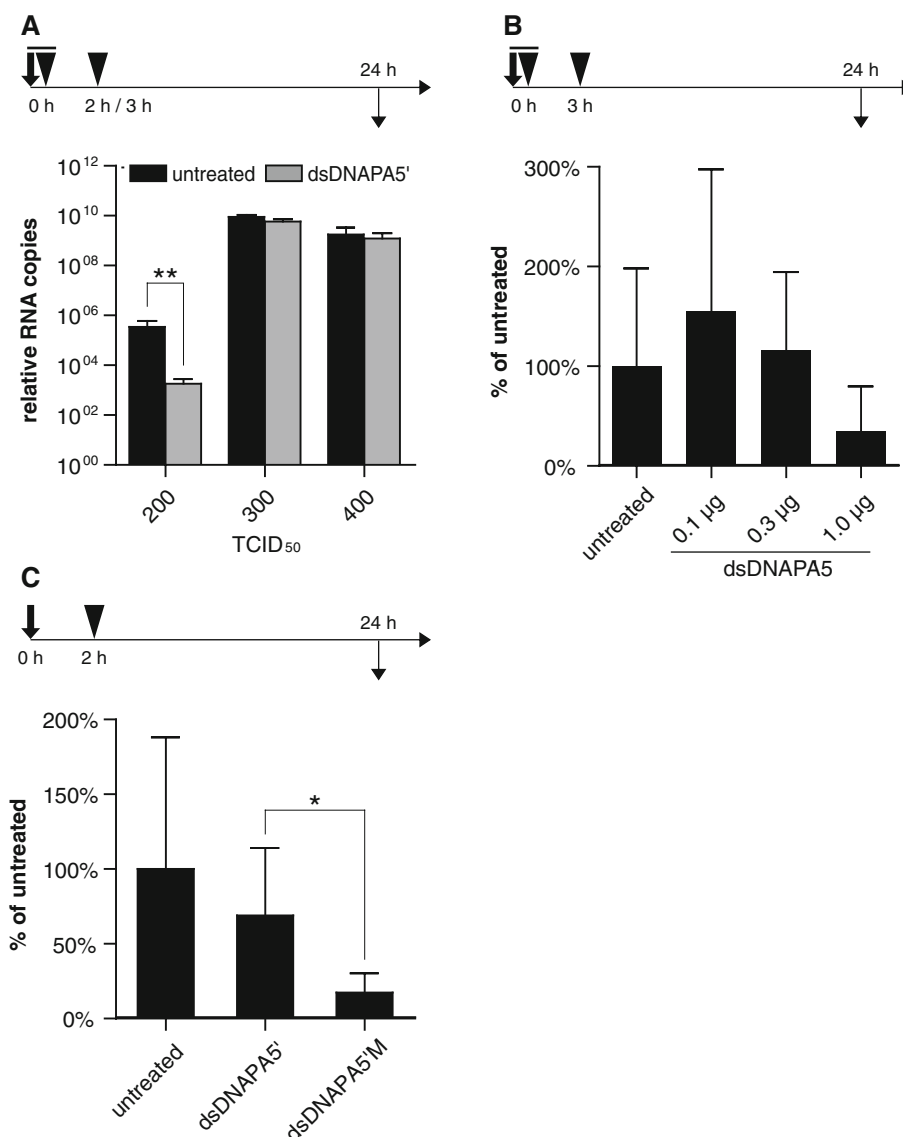 A
24 h
0 h
2 h / 3 h
10^12
untreated
dsDNAPA5'
10^10
10^08
**
10^06
10^04
10^02
10^00
relative RNA copies
200
300
400
TCID50
B
24 h
0 h
3 h
300%
200%
100%
0%
% of untreated
untreated
0.1 µg
0.3 µg
1.0 µg
dsDNAPA5
C
24 h
0 h
2 h
200%
150%
*
100%
50%
0%
% of untreated
untreated
dsDNAPA5'
dsDNAPA5'M